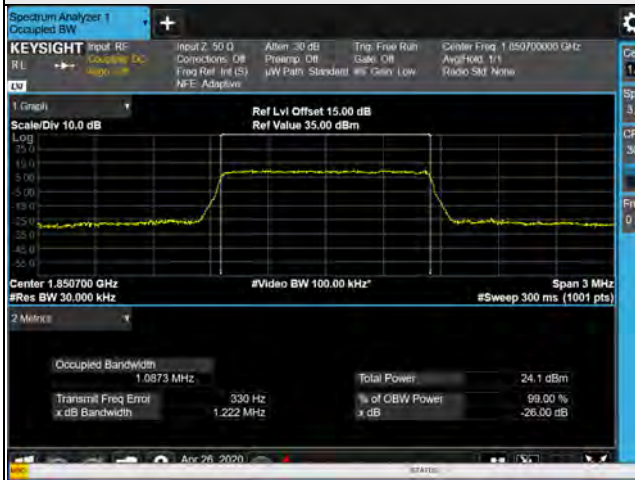 Spectrum Analyzer 1
Occupied BW
+
KEYSIGHT
Input: RF
Coupling: DC
Align: Off
Input Z: 50 Ω
Corrections: Off
Freq Ref: Int (S)
NFE: Adaptive
Atten: 30 dB
Preamp: Off
µW Path: Standard
Trig: Free Run
Gate: Off
#IF Gain: Low
Center Freq: 1.850700000 GHz
Avg|Hold: 1/1
Radio Std: None
RL
1 Graph
Scale/Div 10.0 dB
Ref Lvl Offset 15.00 dB
Ref Value 35.00 dBm
Log
25.0
15.0
5.00
-5.00
-15.0
-25.0
-35.0
-45.0
-55.0
Center 1.850700 GHz
#Video BW 100.00 kHz*
Span 3 MHz
#Res BW 30.000 kHz
#Sweep 300 ms (1001 pts)
2 Metrics
Occupied Bandwidth
1.0873 MHz
Total Power
24.1 dBm
Transmit Freq Error
330 Hz
% of OBW Power
99.00 %
x dB Bandwidth
1.222 MHz
x dB
-26.00 dB
Apr 26, 2020
MSG
STATUS